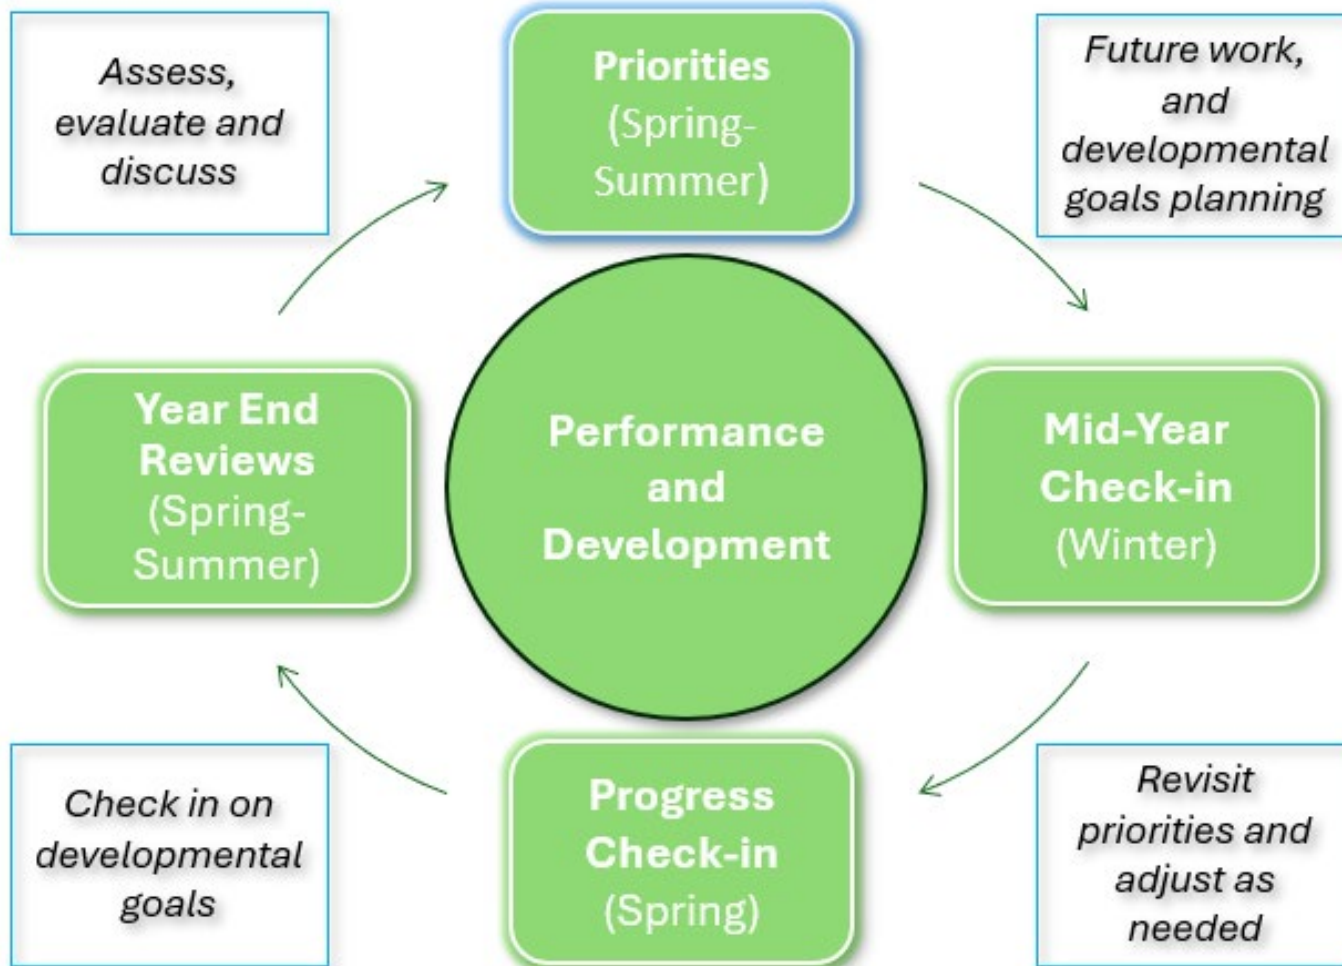 Assess,
evaluate and
discuss
Priorities
(Spring-
Summer)
Future work,
and
developmental
goals planning
Year End
Reviews
(Spring-
Summer)
Performance
and
Development
Mid-Year
Check-in
(Winter)
Check in on
developmental
goals
Progress
Check-in
(Spring)
Revisit
priorities and
adjust as
needed